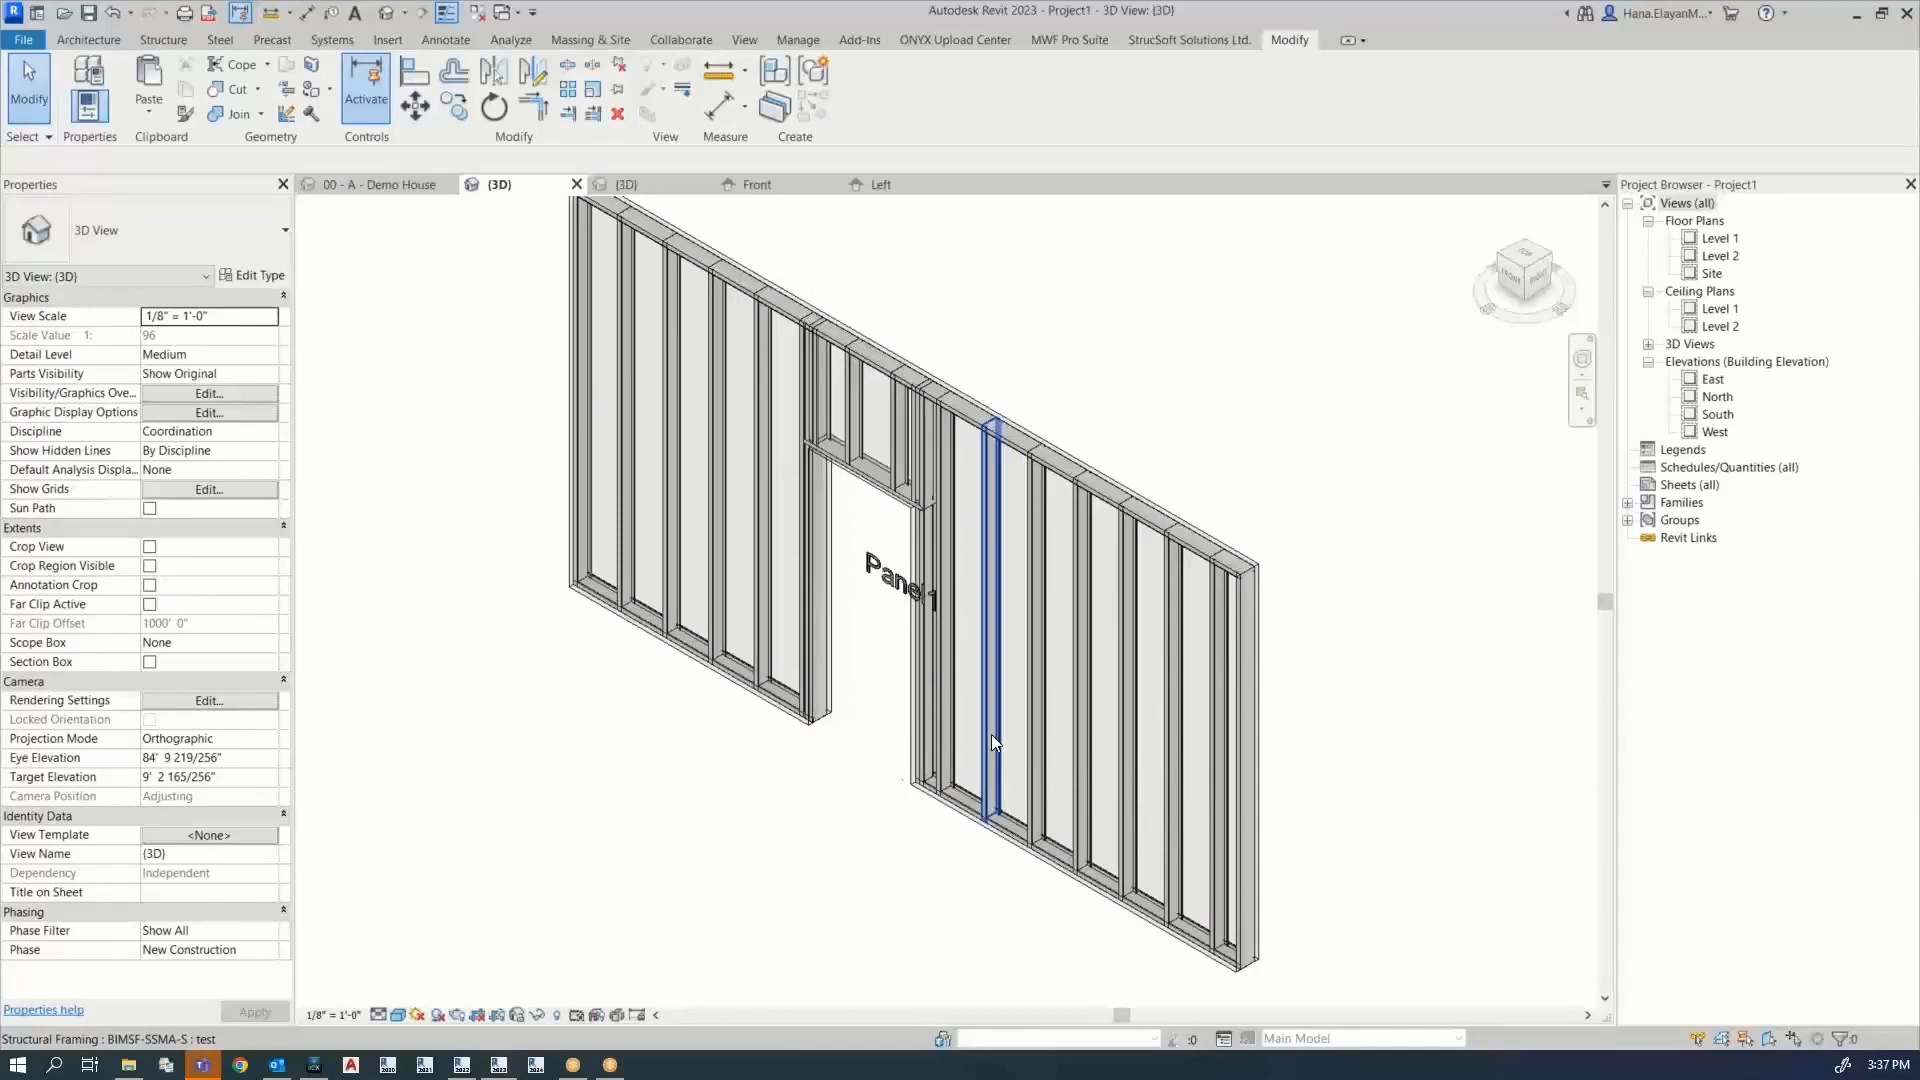 Autodesk Revit 2023 - Project1 - 3D View: {3D}
Hana.ElayanM...
File Architecture Structure Steel Precast Systems Insert Annotate Analyze Massing & Site Collaborate View Manage Add-Ins ONYX Upload Center MWF Pro Suite StrucSoft Solutions Ltd. Modify
Modify
Paste
Cope
Cut
Join
Activate
Select Properties Clipboard Geometry Controls Modify View Measure Create
Properties
00 - A - Demo House
{3D}
{3D}
Front
Left
Project Browser - Project1
3D View
3D View: {3D}
Edit Type
Graphics
View Scale 1/8" = 1'-0"
Scale Value 1: 96
Detail Level Medium
Parts Visibility Show Original
Visibility/Graphics Ove... Edit...
Graphic Display Options Edit...
Discipline Coordination
Show Hidden Lines By Discipline
Default Analysis Displa... None
Show Grids Edit...
Sun Path
Extents
Crop View
Crop Region Visible
Annotation Crop
Far Clip Active
Far Clip Offset 1000' 0"
Scope Box None
Section Box
Camera
Rendering Settings Edit...
Locked Orientation
Projection Mode Orthographic
Eye Elevation 84' 9 219/256"
Target Elevation 9' 2 165/256"
Camera Position Adjusting
Identity Data
View Template <None>
View Name {3D}
Dependency Independent
Title on Sheet
Phasing
Phase Filter Show All
Phase New Construction
Properties help
Apply
Panel 1
TOP
FRONT
RIGHT
Views (all)
Floor Plans
Level 1
Level 2
Site
Ceiling Plans
Level 1
Level 2
3D Views
Elevations (Building Elevation)
East
North
South
West
Legends
Schedules/Quantities (all)
Sheets (all)
Families
Groups
Revit Links
1/8" = 1'-0"
Structural Framing : BIMSF-SSMA-S : test
:0
Main Model
:0
3:37 PM